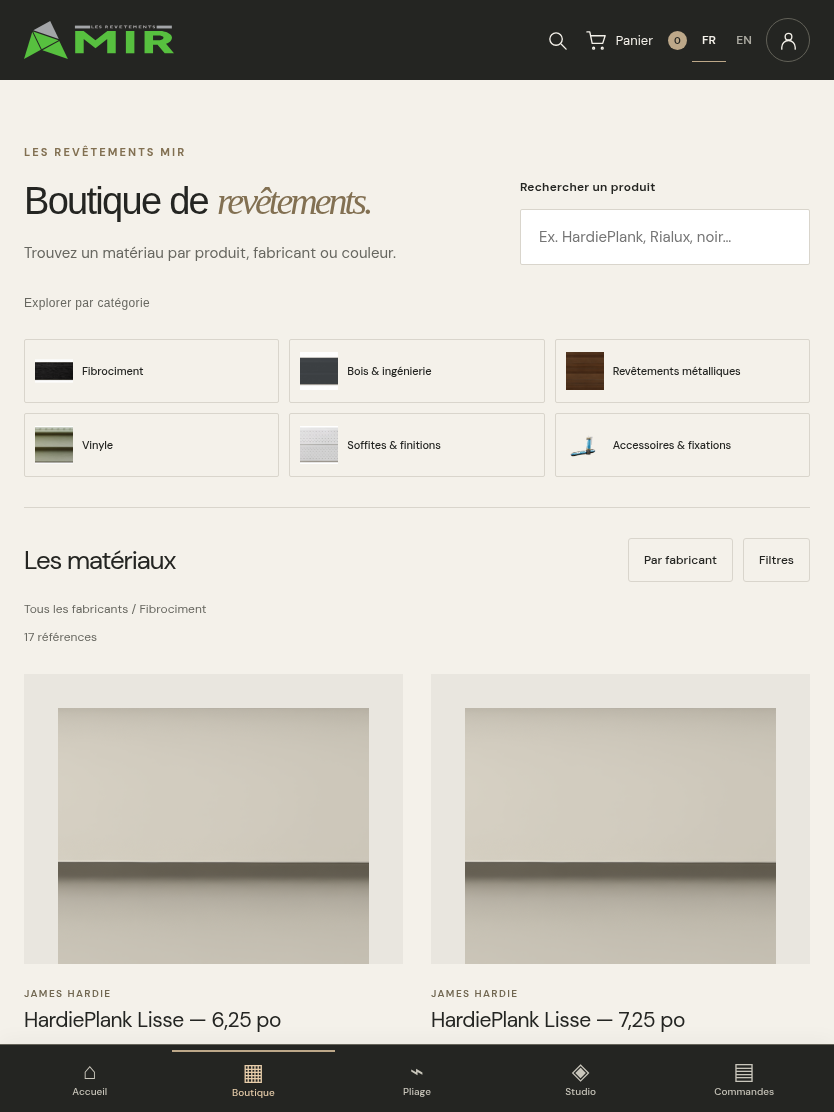 LES REVÊTEMENTS
MIR
Panier 0 FR EN
LES REVÊTEMENTS MIR
Boutique de revêtements.
Trouvez un matériau par produit, fabricant ou couleur.
Rechercher un produit
Ex. HardiePlank, Rialux, noir…
Explorer par catégorie
Fibrociment
Bois & ingénierie
Revêtements métalliques
Vinyle
Soffites & finitions
Accessoires & fixations
Les matériaux
Par fabricant
Filtres
Tous les fabricants / Fibrociment
17 références
JAMES HARDIE
HardiePlank Lisse — 6,25 po
JAMES HARDIE
HardiePlank Lisse — 7,25 po
Accueil
Boutique
Pliage
Studio
Commandes